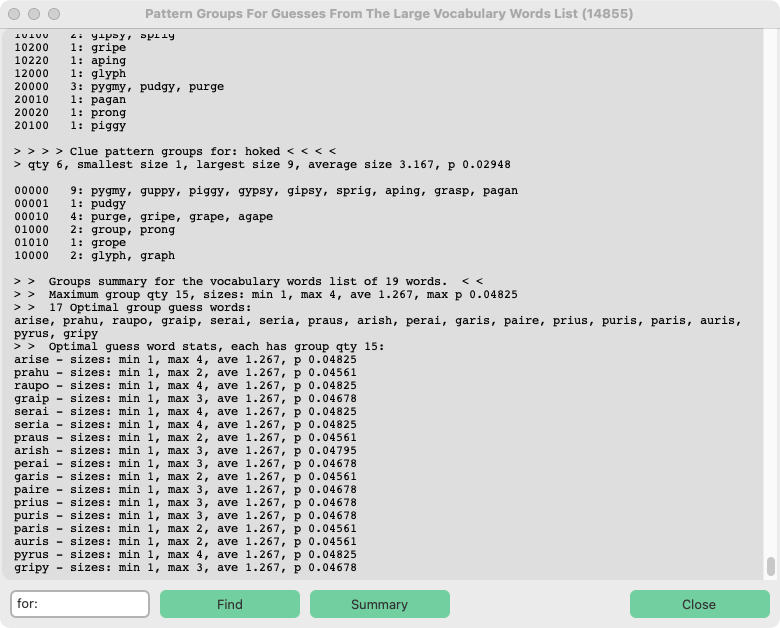 Pattern Groups For Guesses From The Large Vocabulary Words List (14855)
10100 2: gipsy, sprig
10200 1: gripe
10220 1: aping
12000 1: glyph
20000 3: pygmy, pudgy, purge
20010 1: pagan
20020 1: prong
20100 1: piggy
> > > > Clue pattern groups for: hoked < < < <
> qty 6, smallest size 1, largest size 9, average size 3.167, p 0.02948
00000 9: pygmy, guppy, piggy, gypsy, gipsy, sprig, aping, grasp, pagan
00001 1: pudgy
00010 4: purge, gripe, grape, agape
01000 2: group, prong
01010 1: grope
10000 2: glyph, graph
> > Groups summary for the vocabulary words list of 19 words. < <
> > Maximum group qty 15, sizes: min 1, max 4, ave 1.267, max p 0.04825
> > 17 Optimal group guess words:
arise, prahu, raupo, graip, serai, seria, praus, arish, perai, garis, paire, prius, puris, paris, auris,
pyrus, gripy
> > Optimal guess word stats, each has group qty 15:
arise - sizes: min 1, max 4, ave 1.267, p 0.04825
prahu - sizes: min 1, max 2, ave 1.267, p 0.04561
raupo - sizes: min 1, max 4, ave 1.267, p 0.04825
graip - sizes: min 1, max 3, ave 1.267, p 0.04678
serai - sizes: min 1, max 4, ave 1.267, p 0.04825
seria - sizes: min 1, max 4, ave 1.267, p 0.04825
praus - sizes: min 1, max 2, ave 1.267, p 0.04561
arish - sizes: min 1, max 3, ave 1.267, p 0.04795
perai - sizes: min 1, max 3, ave 1.267, p 0.04678
garis - sizes: min 1, max 2, ave 1.267, p 0.04561
paire - sizes: min 1, max 3, ave 1.267, p 0.04678
prius - sizes: min 1, max 3, ave 1.267, p 0.04678
puris - sizes: min 1, max 3, ave 1.267, p 0.04678
paris - sizes: min 1, max 2, ave 1.267, p 0.04561
auris - sizes: min 1, max 2, ave 1.267, p 0.04561
pyrus - sizes: min 1, max 4, ave 1.267, p 0.04825
gripy - sizes: min 1, max 3, ave 1.267, p 0.04678
for: Find Summary Close